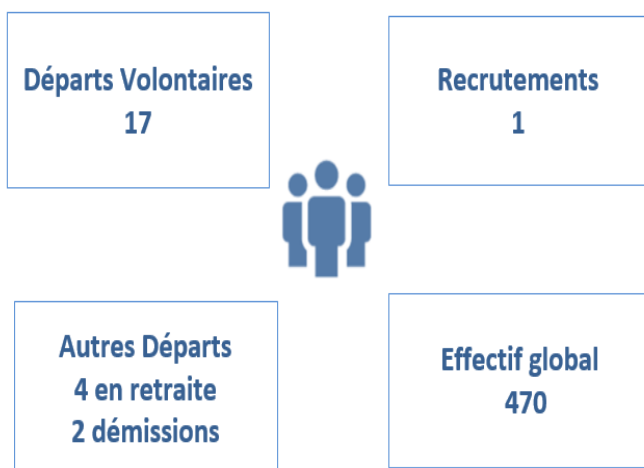 Départs Volontaires
17
Recrutements
1
Autres Départs
4 en retraite
2 démissions
Effectif global
470